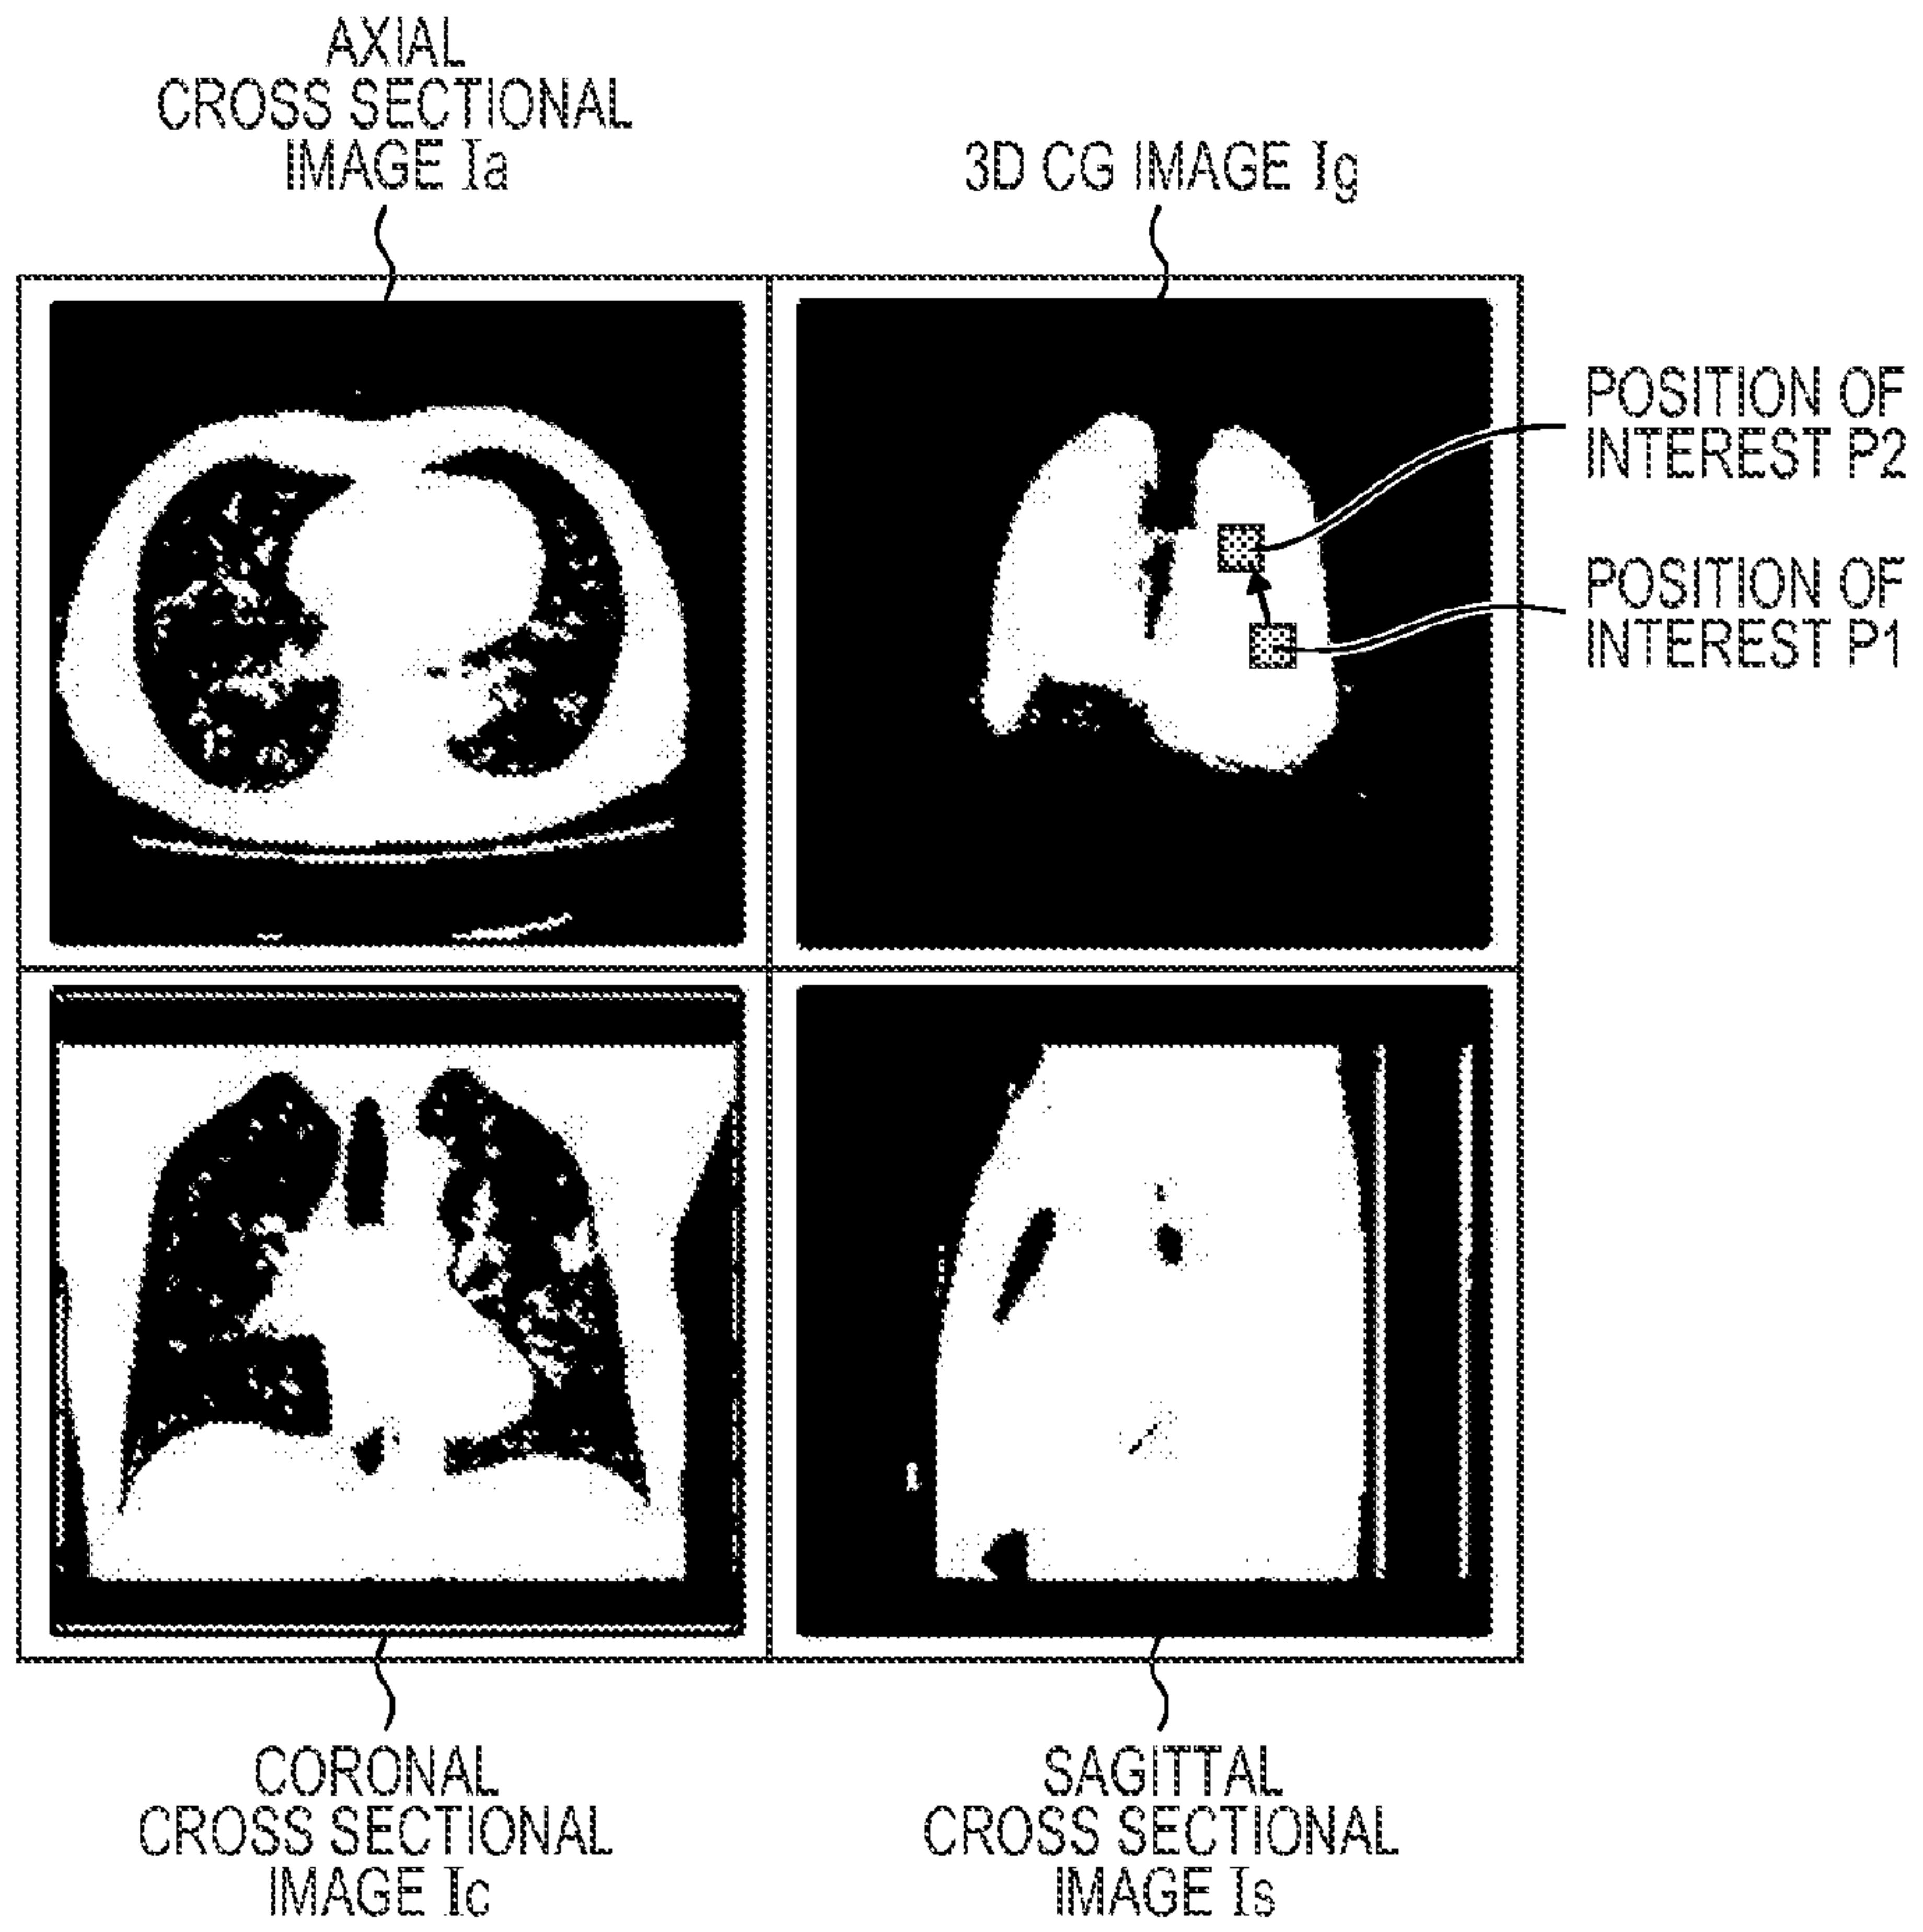 AXIAL
CROSS SECTIONAL
IMAGE Ia
3D CG IMAGE Ig
POSITION OF
INTEREST P2
POSITION OF
INTEREST P1
CORONAL
CROSS SECTIONAL
IMAGE Ic
SAGITTAL
CROSS SECTIONAL
IMAGE Is